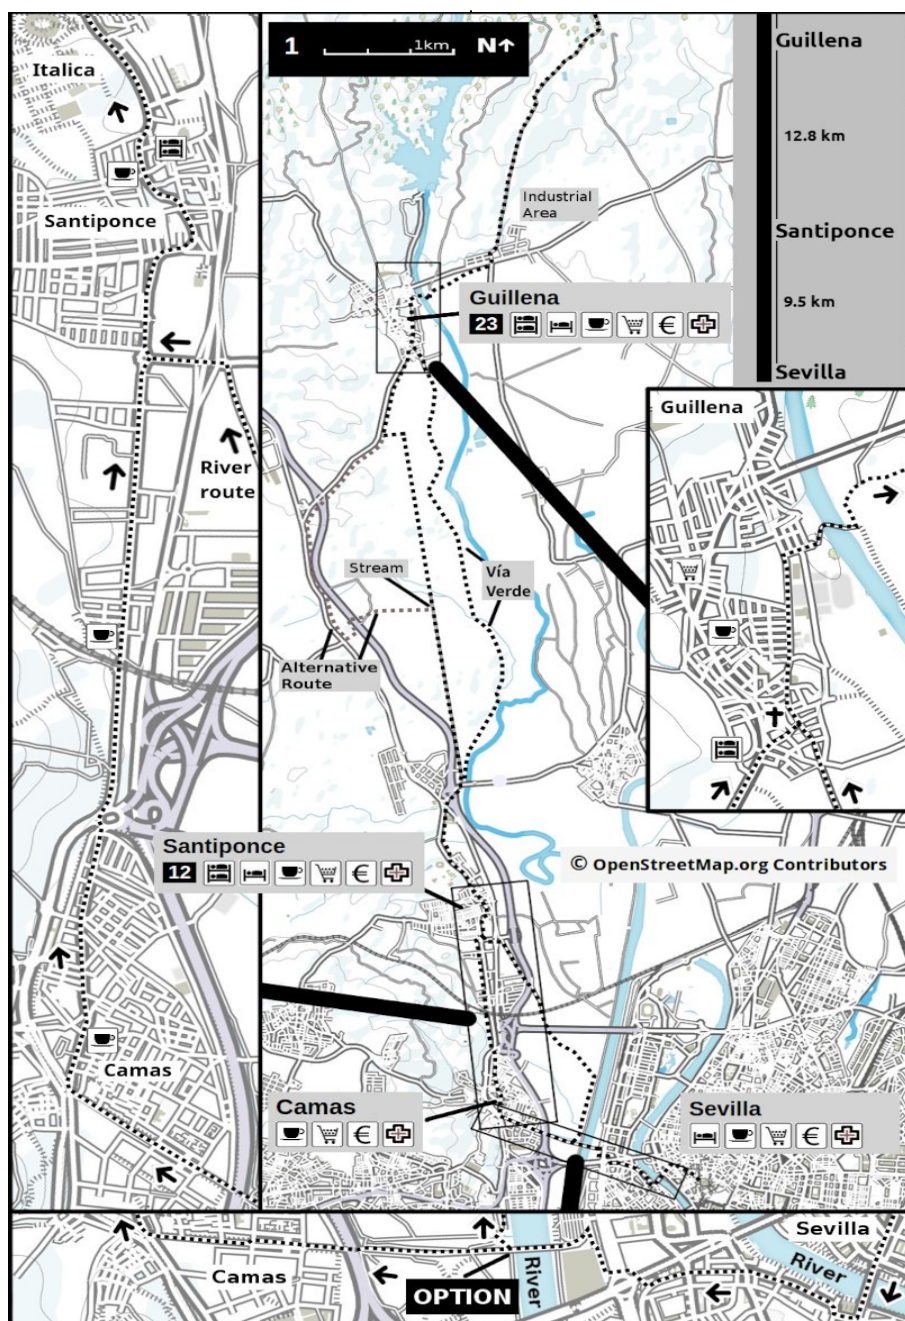 1 1km N↑
Italica
Santiponce
River
route
Camas
Industrial
Area
Guillena
23 €
Stream
Vía
Verde
Alternative
Route
Santiponce
12 €
Camas
€
Sevilla
€
© OpenStreetMap.org Contributors
Guillena
12.8 km
Santiponce
9.5 km
Sevilla
Guillena
Camas
OPTION
River
Sevilla
River